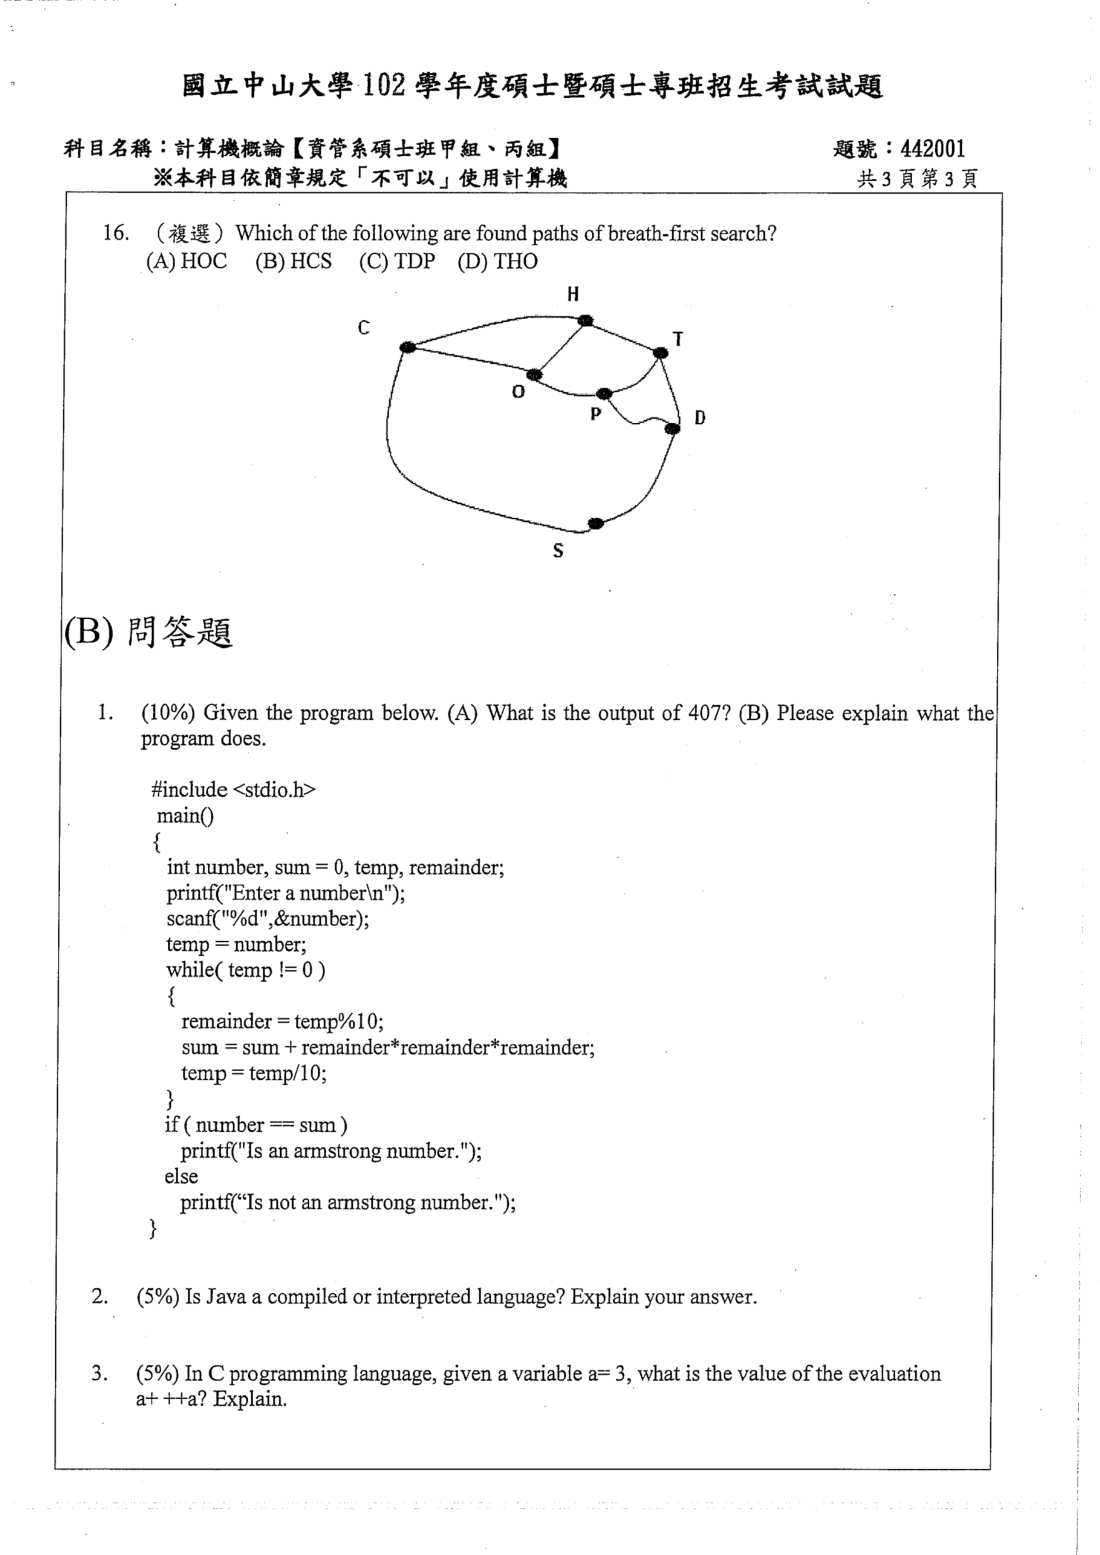 國立中山大學 102 學年度碩士暨碩士專班招生考試試題
科目名稱：計算機概論【資管系碩士班甲組、丙組】 題號：442001
※本科目依簡章規定「不可以」使用計算機 共3頁第3頁
16. （複選）Which of the following are found paths of breath-first search?
(A) HOC (B) HCS (C) TDP (D) THO
H
C
T
O
P
D
S
(B) 問答題
1. (10%) Given the program below. (A) What is the output of 407? (B) Please explain what the
program does.
#include <stdio.h>
main()
{
int number, sum = 0, temp, remainder;
printf("Enter a number\n");
scanf("%d",&number);
temp = number;
while( temp != 0 )
{
remainder = temp%10;
sum = sum + remainder*remainder*remainder;
temp = temp/10;
}
if ( number == sum )
printf("Is an armstrong number.");
else
printf(“Is not an armstrong number.");
}
2. (5%) Is Java a compiled or interpreted language? Explain your answer.
3. (5%) In C programming language, given a variable a= 3, what is the value of the evaluation
a+ ++a? Explain.